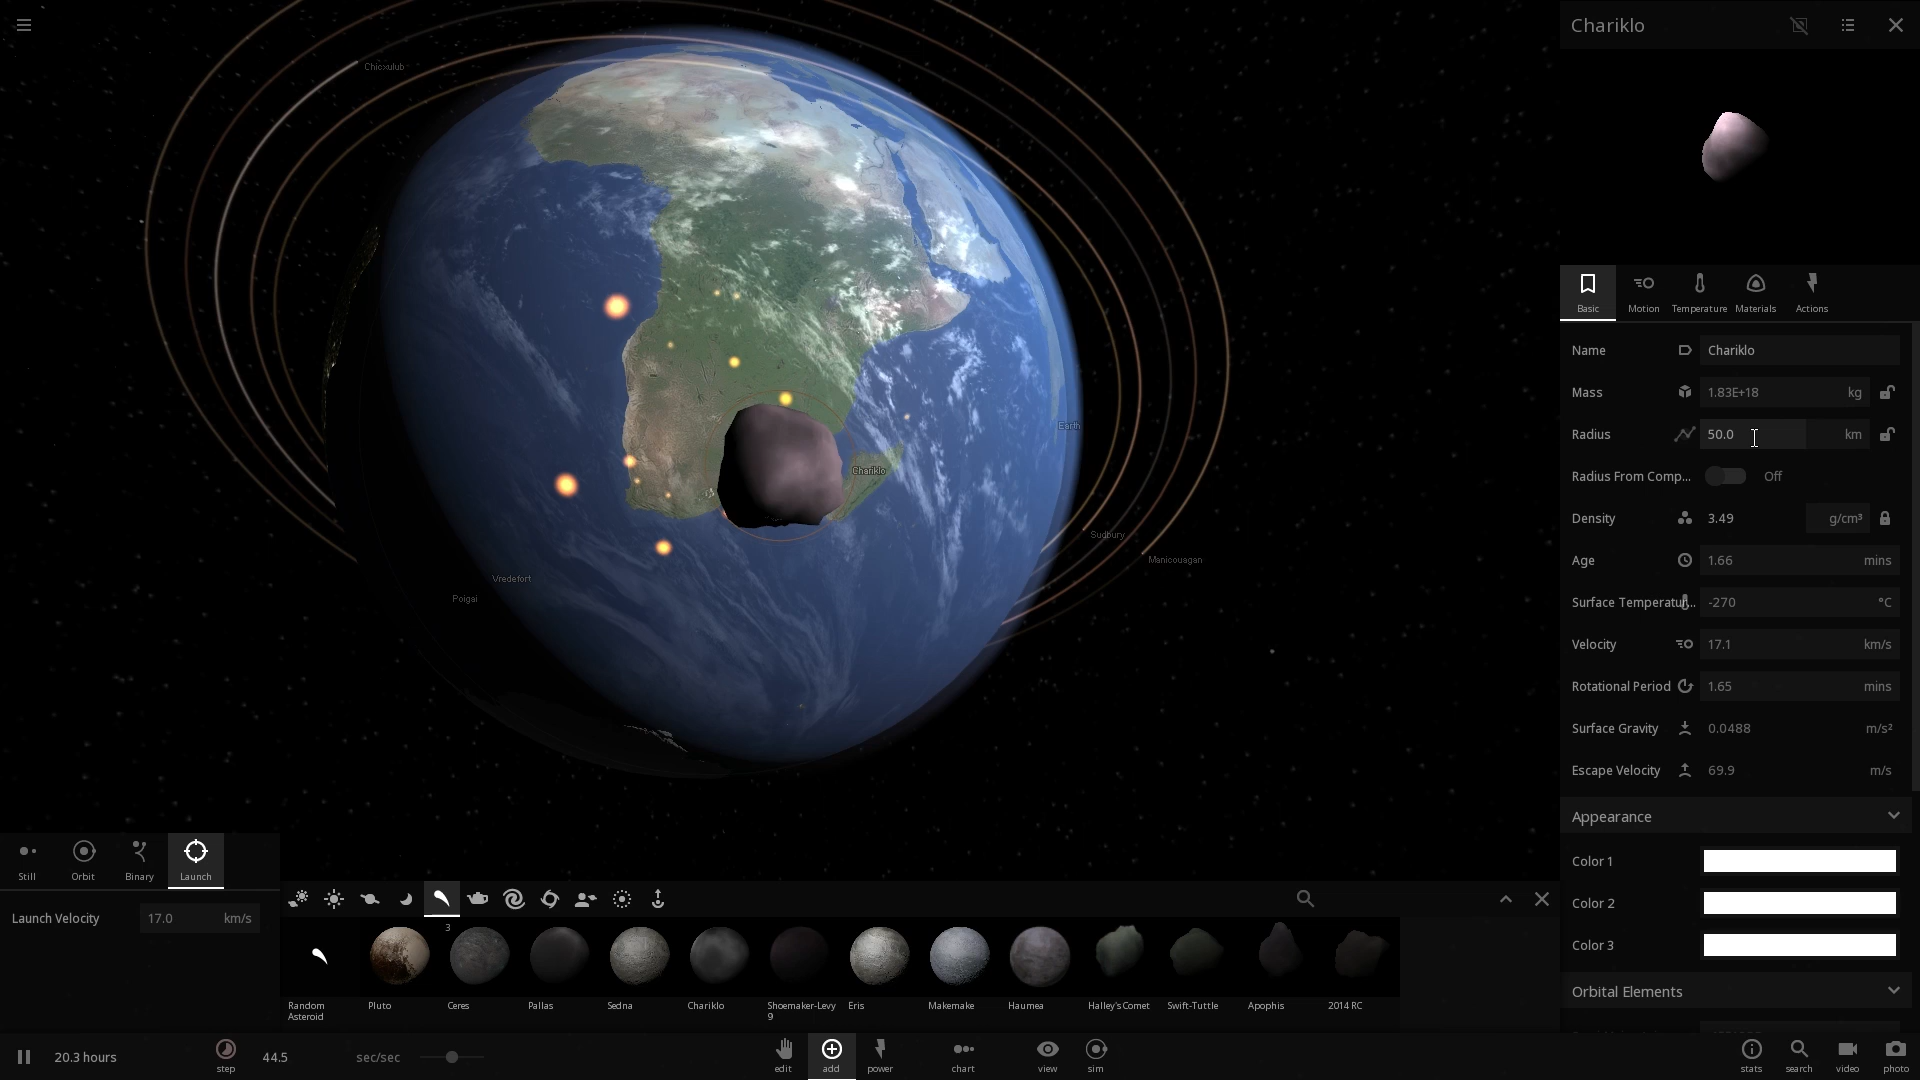 Chariklo
Chicxulub
Earth
Chariklo
Sudbury
Manicouagan
Vredefort
Poigai
Basic
Motion
Temperature
Materials
Actions
Name Chariklo
Mass 1.83E+18 kg
Radius 50.0 km
Radius From Comp... Off
Density 3.49 g/cm³
Age 1.66 mins
Surface Temperatur... -270 °C
Velocity 17.1 km/s
Rotational Period 1.65 mins
Surface Gravity 0.0488 m/s²
Escape Velocity 69.9 m/s
Appearance
Color 1
Color 2
Color 3
Orbital Elements
Still
Orbit
Binary
Launch
Launch Velocity 17.0 km/s
3
Random Asteroid
Pluto
Ceres
Pallas
Sedna
Chariklo
Shoemaker-Levy 9
Eris
Makemake
Haumea
Halley's Comet
Swift-Tuttle
Apophis
2014 RC
20.3 hours
step
44.5 sec/sec
edit
add
power
chart
view
sim
stats
search
video
photo